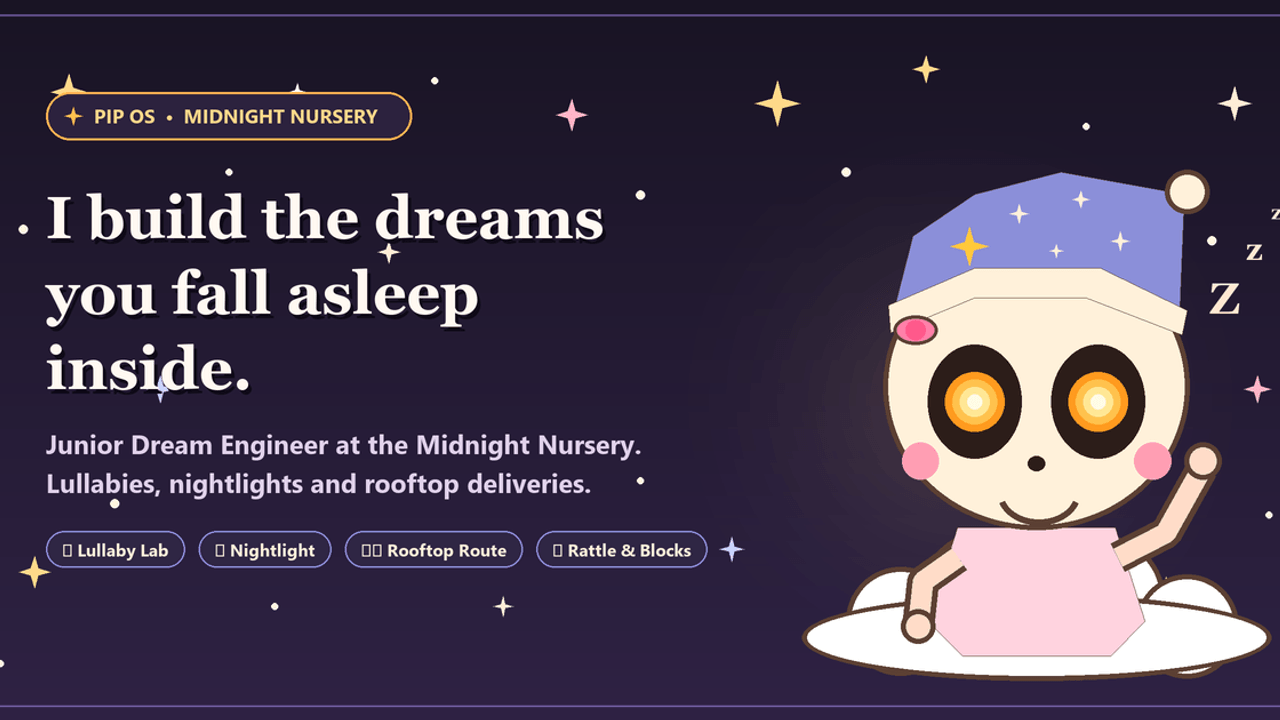 PIP OS • MIDNIGHT NURSERY
I build the dreams
you fall asleep
inside.
Junior Dream Engineer at the Midnight Nursery.
Lullabies, nightlights and rooftop deliveries.
Lullaby Lab
Nightlight
Rooftop Route
Rattle & Blocks
z
z
Z